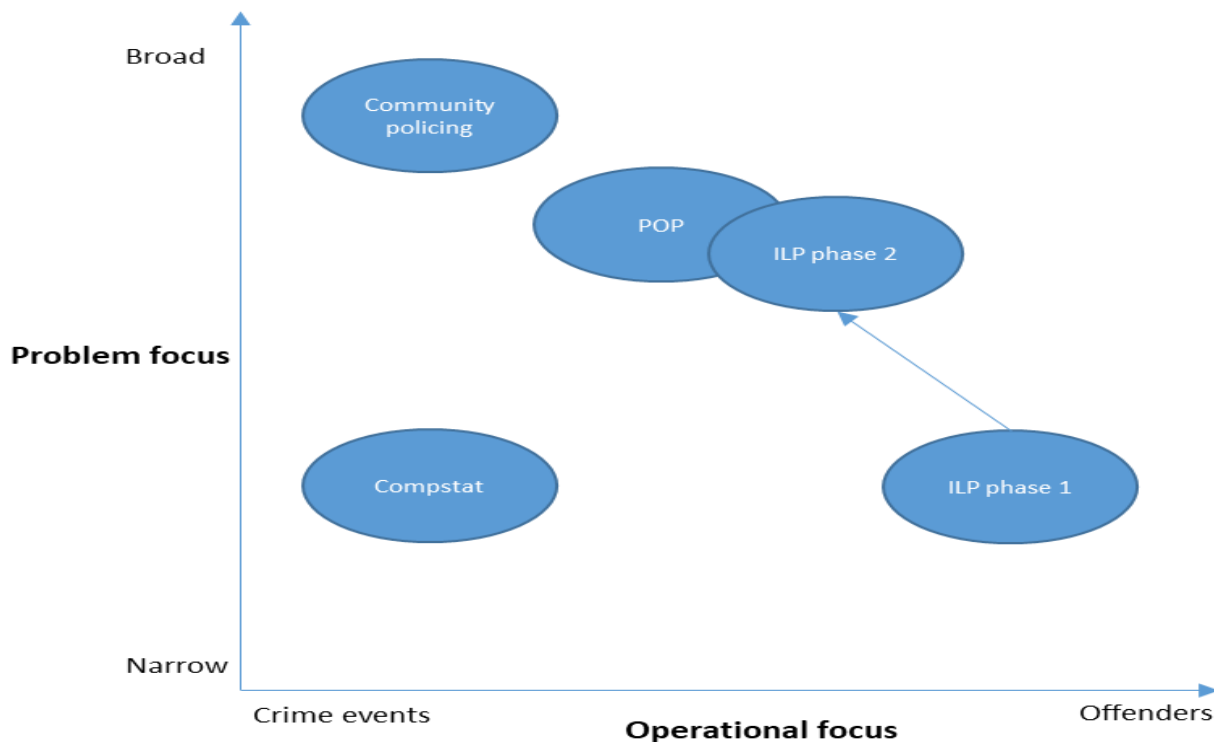 Broad
Community
policing
POP
ILP phase 2
Problem focus
Compstat
ILP phase 1
Narrow
Crime events
Operational focus
Offenders